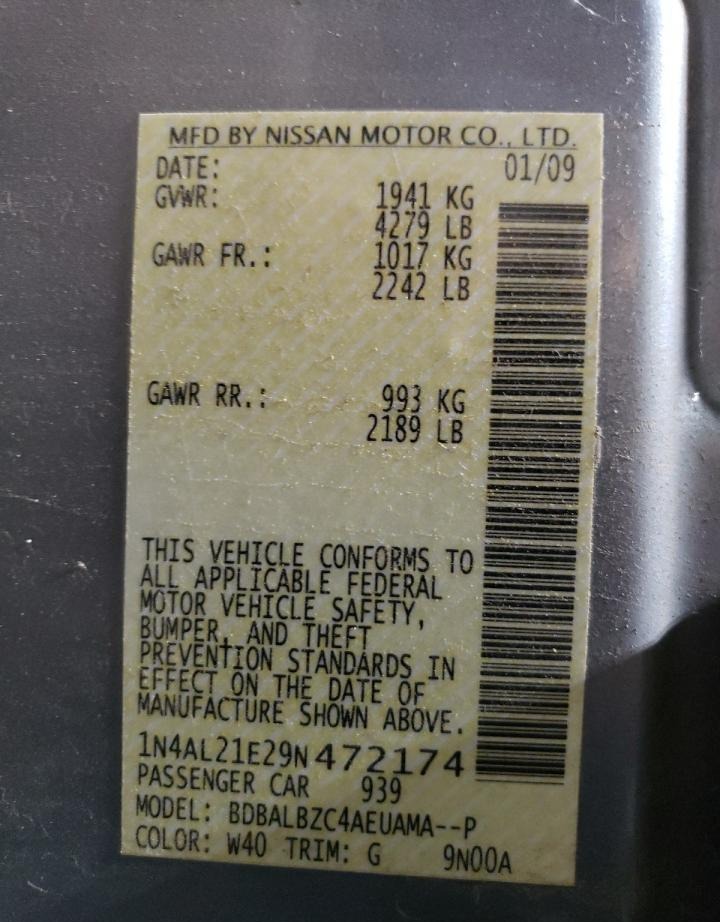 MFD BY NISSAN MOTOR CO., LTD.
DATE: 01/09
GVWR: 1941 KG
4279 LB
GAWR FR.: 1017 KG
2242 LB
GAWR RR.: 993 KG
2189 LB
THIS VEHICLE CONFORMS TO
ALL APPLICABLE FEDERAL
MOTOR VEHICLE SAFETY,
BUMPER, AND THEFT
PREVENTION STANDARDS IN
EFFECT ON THE DATE OF
MANUFACTURE SHOWN ABOVE.
1N4AL21E29N472174
PASSENGER CAR 939
MODEL: BDBALBZC4AEUAMA--P
COLOR: W40 TRIM: G 9N00A